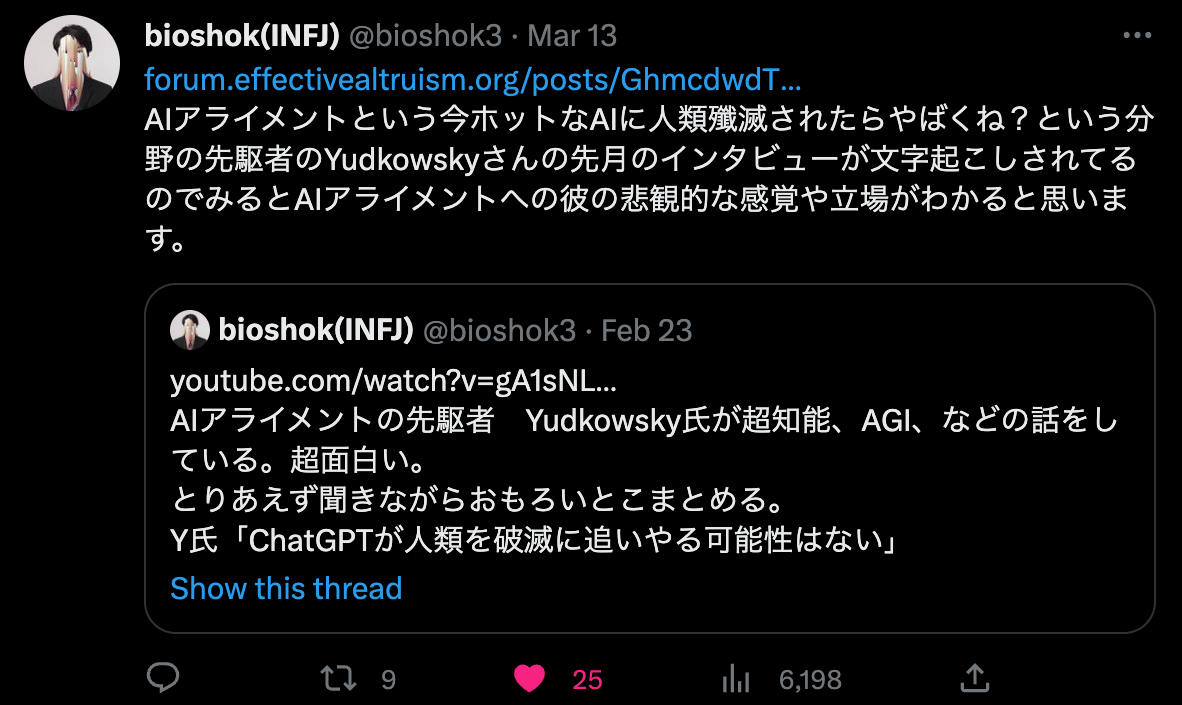 bioshok(INFJ) @bioshok3 · Mar 13
forum.effectivealtruism.org/posts/GhmcdwdT…
AIアライメントという今ホットなAIに人類殲滅されたらやばくね？という分
野の先駆者のYudkowskyさんの先月のインタビューが文字起こしされてる
のでみるとAIアライメントへの彼の悲観的な感覚や立場がわかると思いま
す。
bioshok(INFJ) @bioshok3 · Feb 23
youtube.com/watch?v=gA1sNL…
AIアライメントの先駆者　Yudkowsky氏が超知能、AGI、などの話をし
ている。超面白い。
とりあえず聞きながらおもろいとこまとめる。
Y氏「ChatGPTが人類を破滅に追いやる可能性はない」
Show this thread
9 25 6,198